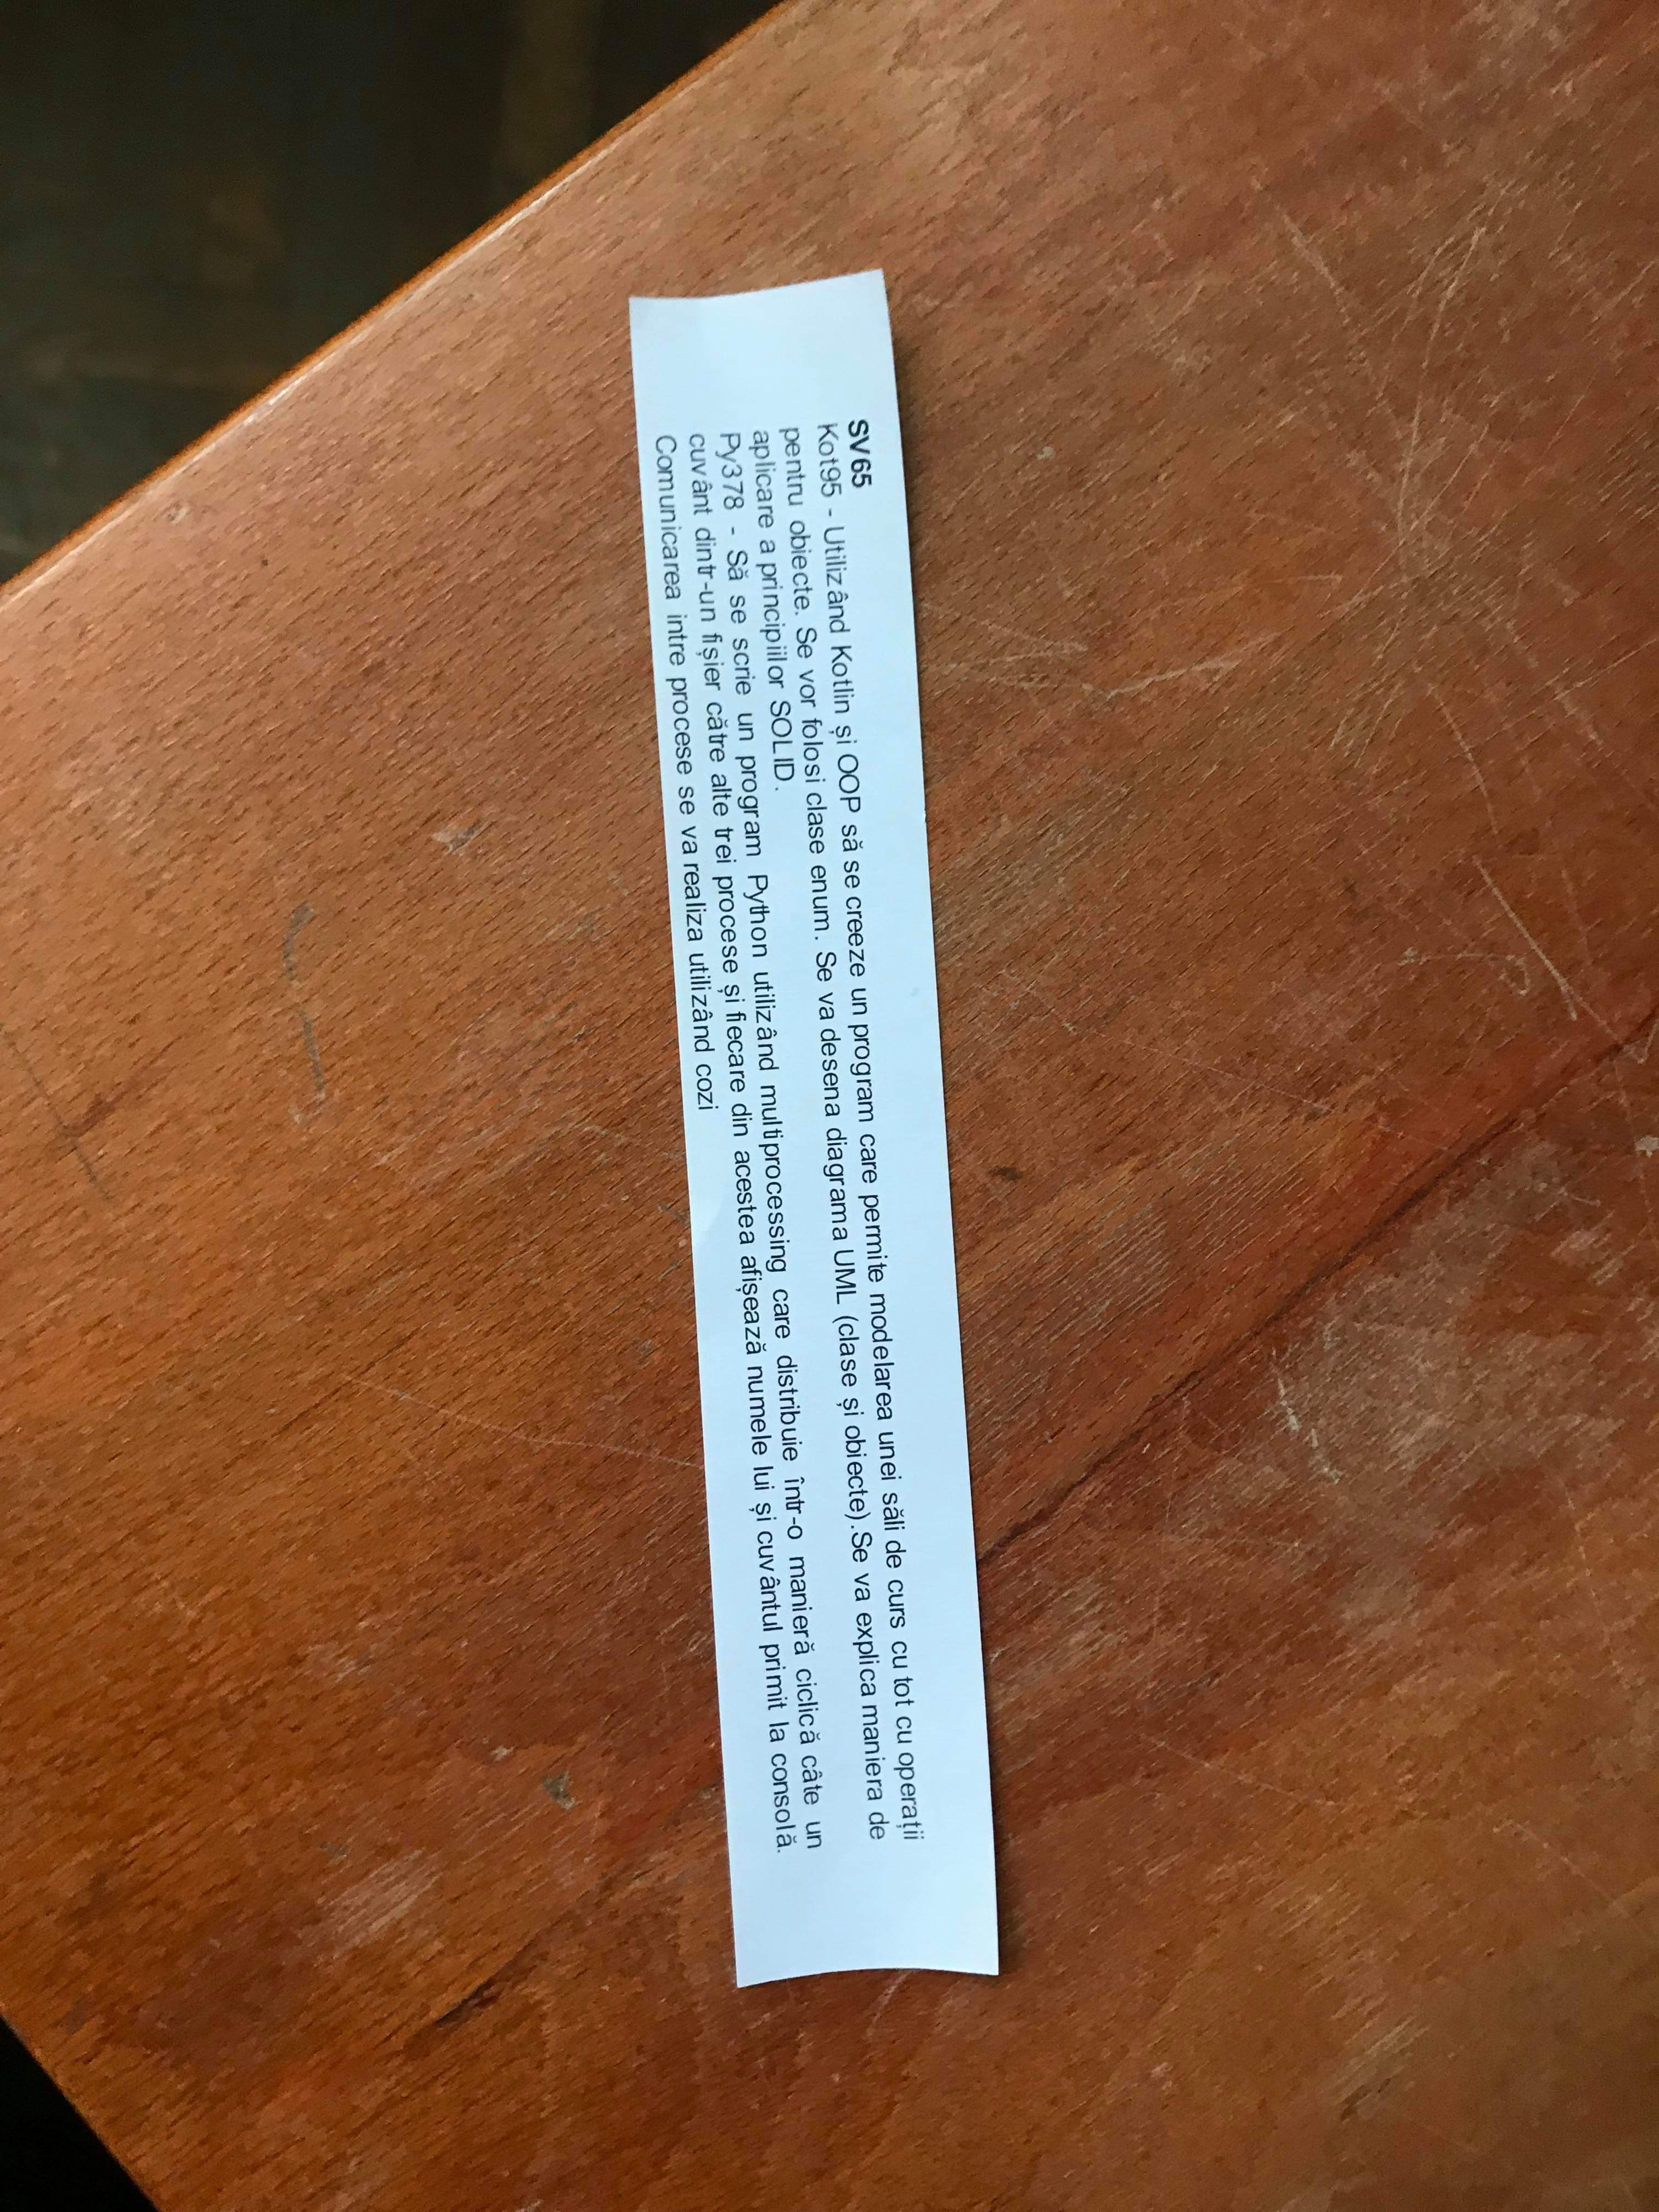 SV65
Kot95 - Utilizând Kotlin și OOP să se creeze un program care permite modelarea unei săli de curs cu tot cu operații
pentru obiecte. Se vor folosi clase enum. Se va desena diagrama UML (clase și obiecte).Se va explica maniera de
aplicare a principiilor SOLID.
Py378 - Să se scrie un program Python utilizând multiprocessing care distribuie într-o manieră ciclică câte un
cuvânt dintr-un fișier către alte trei procese și fiecare din acestea afișează numele lui și cuvântul primit la consolă.
Comunicarea intre procese se va realiza utilizând cozi